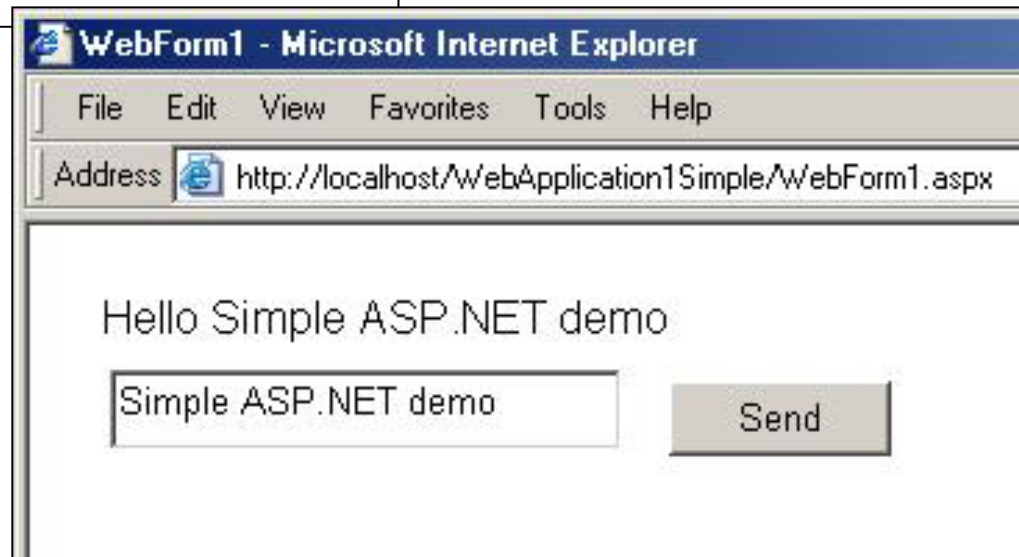 WebForm1 - Microsoft Internet Explorer
File Edit View Favorites Tools Help
Address http://localhost/WebApplication1Simple/WebForm1.aspx
Hello Simple ASP.NET demo
Simple ASP.NET demo Send